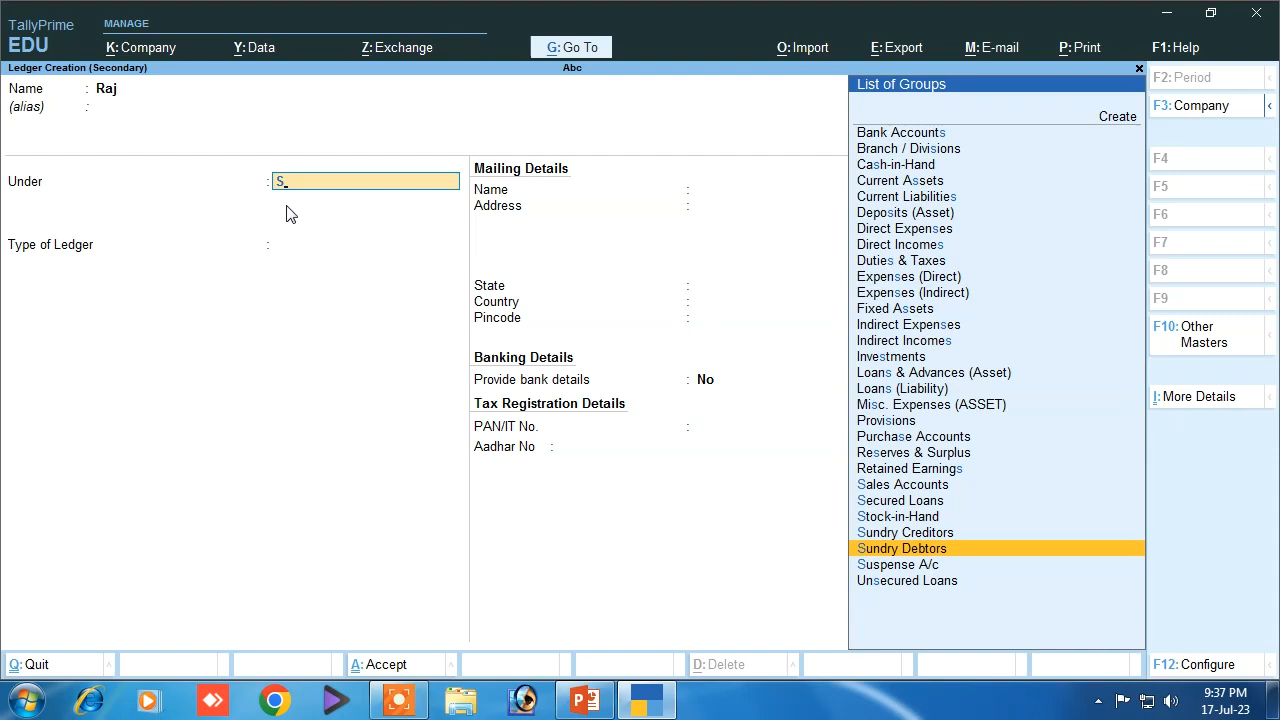 TallyPrime
EDU
MANAGE
K: Company
Y: Data
Z: Exchange
G: Go To
O: Import
E: Export
M: E-mail
P: Print
F1: Help
Ledger Creation (Secondary)
Abc
Name : Raj
(alias) :
Under : S
Type of Ledger :
Mailing Details
Name :
Address :
State :
Country :
Pincode :
Banking Details
Provide bank details : No
Tax Registration Details
PAN/IT No. :
Aadhar No :
List of Groups
Create
Bank Accounts
Branch / Divisions
Cash-in-Hand
Current Assets
Current Liabilities
Deposits (Asset)
Direct Expenses
Direct Incomes
Duties & Taxes
Expenses (Direct)
Expenses (Indirect)
Fixed Assets
Indirect Expenses
Indirect Incomes
Investments
Loans & Advances (Asset)
Loans (Liability)
Misc. Expenses (ASSET)
Provisions
Purchase Accounts
Reserves & Surplus
Retained Earnings
Sales Accounts
Secured Loans
Stock-in-Hand
Sundry Creditors
Sundry Debtors
Suspense A/c
Unsecured Loans
F2: Period
F3: Company
F4
F5
F6
F7
F8
F9
F10: Other
Masters
I: More Details
Q: Quit
A: Accept
D: Delete
F12: Configure
9:37 PM
17-Jul-23